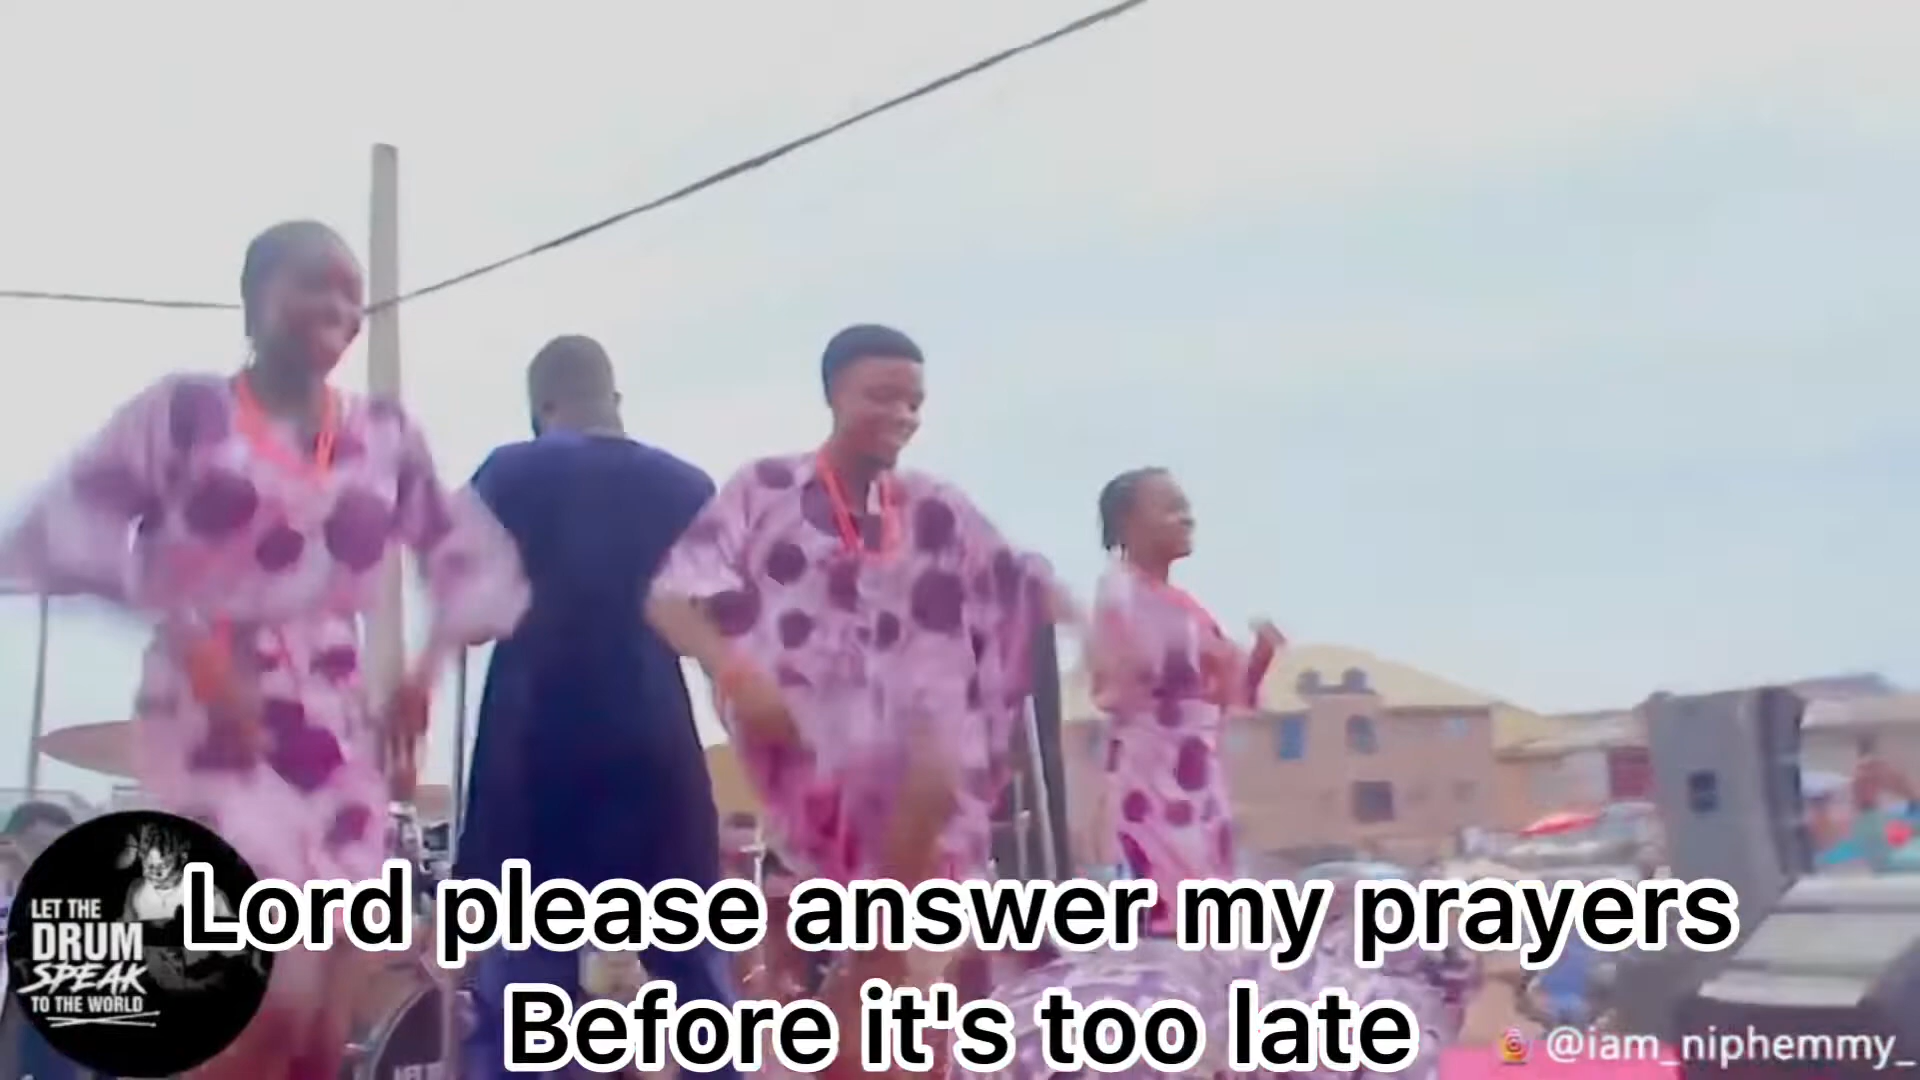 LET THE
DRUM
SPEAK
TO THE WORLD
Lord please answer my prayers
Before it's too late
@iam_niphemmy_